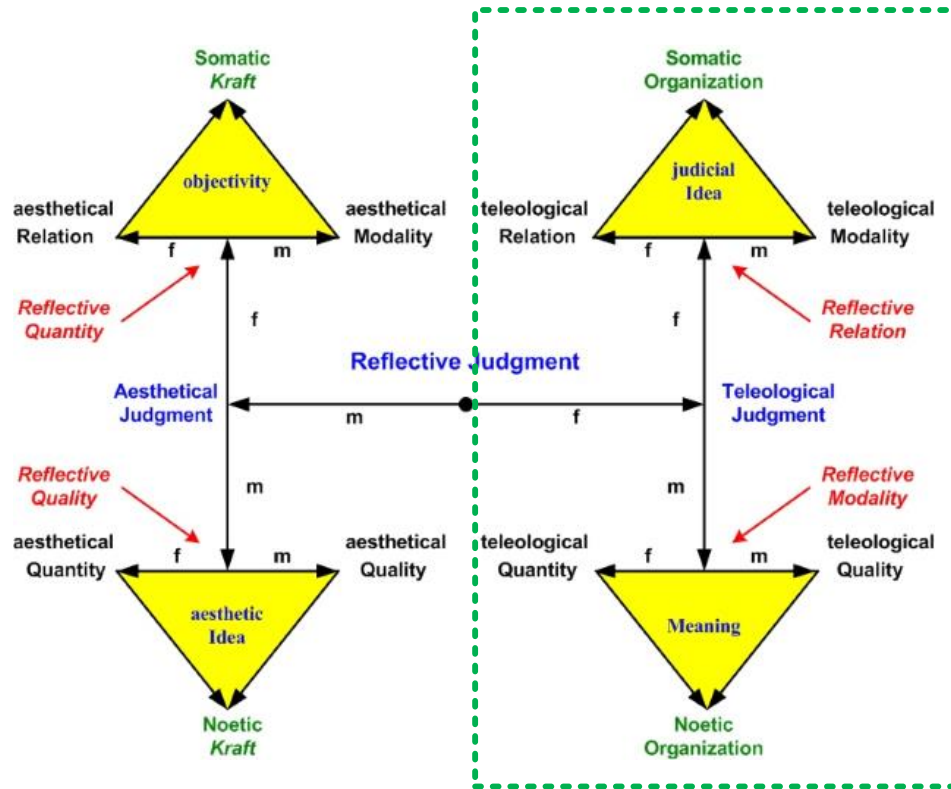 Somatic
Kraft
Somatic
Organization
objectivity
judicial
Idea
aesthetical
Relation
aesthetical
Modality
teleological
Relation
teleological
Modality
f
m
f
m
Reflective
Quantity
f
f
Reflective
Relation
Reflective Judgment
Aesthetical
Judgment
m
f
Teleological
Judgment
Reflective
Quality
m
m
Reflective
Modality
aesthetical
Quantity
f
m
aesthetical
Quality
teleological
Quantity
f
m
teleological
Quality
aesthetic
Idea
Meaning
Noetic
Kraft
Noetic
Organization